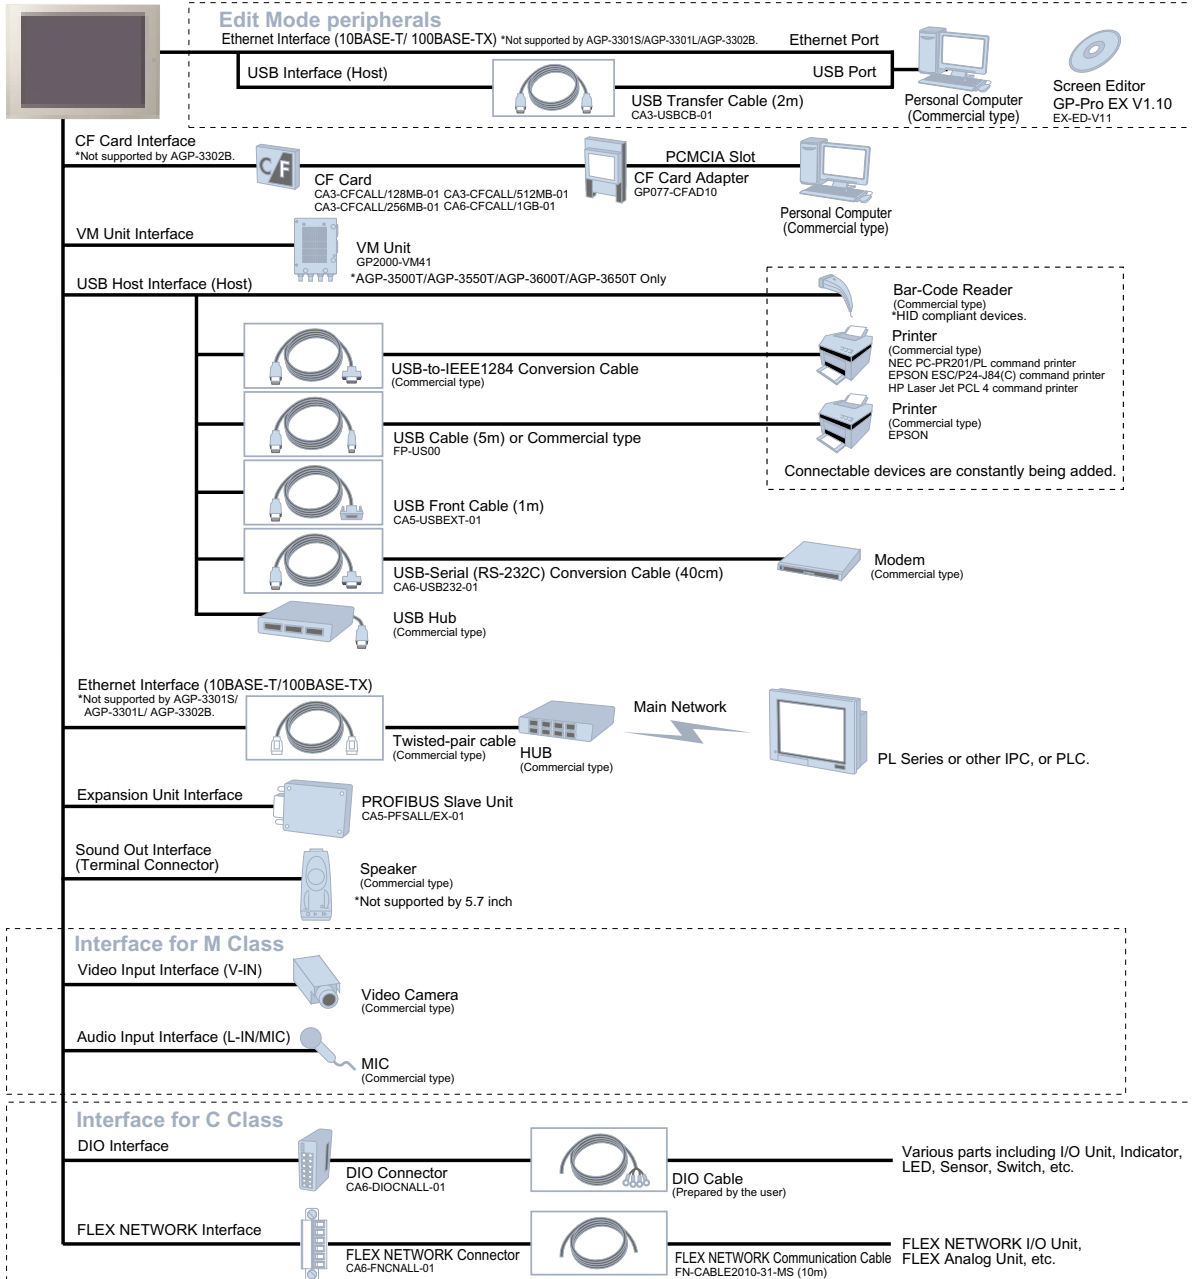 Edit Mode peripherals
Ethernet Interface (10BASE-T/ 100BASE-TX) *Not supported by AGP-3301S/AGP-3301L/AGP-3302B.
Ethernet Port
USB Interface (Host)
USB Port
USB Transfer Cable (2m)
CA3-USBCB-01
Personal Computer
(Commercial type)
Screen Editor
GP-Pro EX V1.10
EX-ED-V11
CF Card Interface
*Not supported by AGP-3302B.
C/F
CF Card
CA3-CFCALL/128MB-01 CA3-CFCALL/512MB-01
CA3-CFCALL/256MB-01 CA6-CFCALL/1GB-01
PCMCIA Slot
CF Card Adapter
GP077-CFAD10
Personal Computer
(Commercial type)
VM Unit Interface
VM Unit
GP2000-VM41
*AGP-3500T/AGP-3550T/AGP-3600T/AGP-3650T Only
USB Host Interface (Host)
Bar-Code Reader
(Commercial type)
*HID compliant devices.
USB-to-IEEE1284 Conversion Cable
(Commercial type)
Printer
(Commercial type)
NEC PC-PR201/PL command printer
EPSON ESC/P24-J84(C) command printer
HP Laser Jet PCL 4 command printer
USB Cable (5m) or Commercial type
FP-US00
Printer
(Commercial type)
EPSON
Connectable devices are constantly being added.
USB Front Cable (1m)
CA5-USBEXT-01
USB-Serial (RS-232C) Conversion Cable (40cm)
CA6-USB232-01
Modem
(Commercial type)
USB Hub
(Commercial type)
Ethernet Interface (10BASE-T/100BASE-TX)
*Not supported by AGP-3301S/
AGP-3301L/ AGP-3302B.
Twisted-pair cable
(Commercial type)
HUB
(Commercial type)
Main Network
PL Series or other IPC, or PLC.
Expansion Unit Interface
PROFIBUS Slave Unit
CA5-PFSALL/EX-01
Sound Out Interface
(Terminal Connector)
Speaker
(Commercial type)
*Not supported by 5.7 inch
Interface for M Class
Video Input Interface (V-IN)
Video Camera
(Commercial type)
Audio Input Interface (L-IN/MIC)
MIC
(Commercial type)
Interface for C Class
DIO Interface
DIO Connector
CA6-DIOCNALL-01
DIO Cable
(Prepared by the user)
Various parts including I/O Unit, Indicator,
LED, Sensor, Switch, etc.
FLEX NETWORK Interface
FLEX NETWORK Connector
CA6-FNCNALL-01
FLEX NETWORK Communication Cable
FN-CABLE2010-31-MS (10m)
FLEX NETWORK I/O Unit,
FLEX Analog Unit, etc.